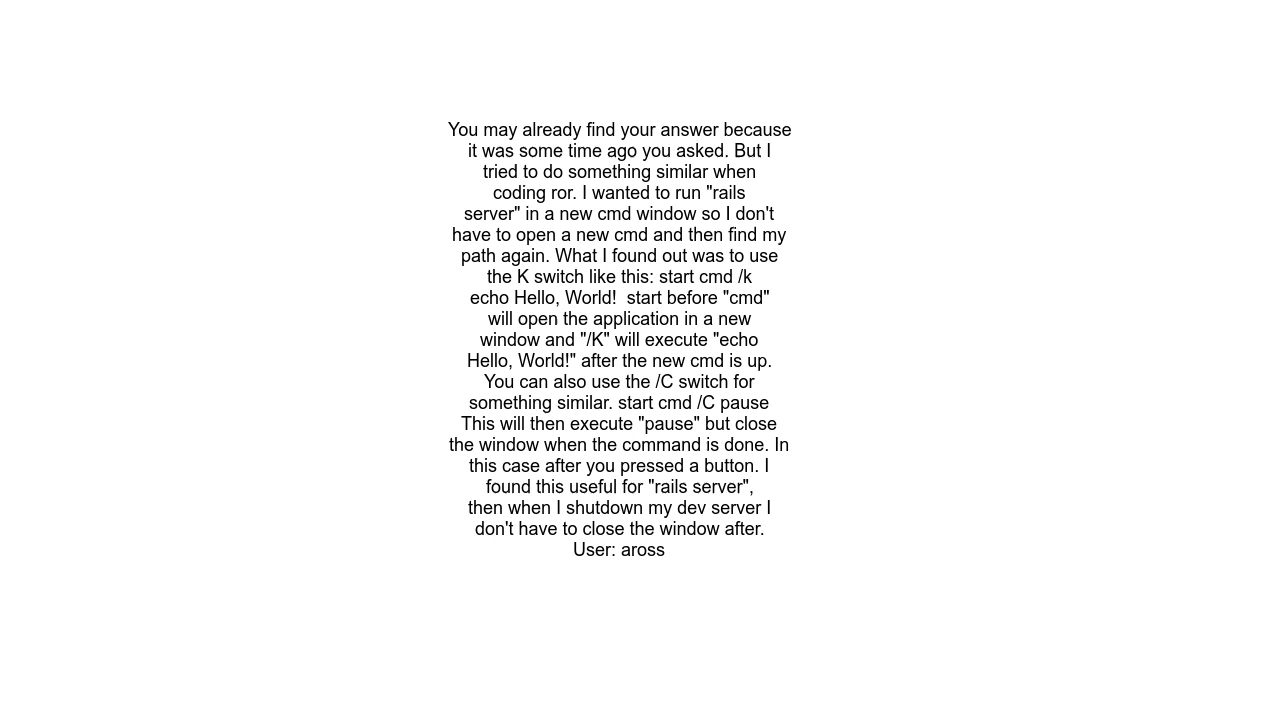 You may already find your answer because
it was some time ago you asked. But I
tried to do something similar when
coding ror. I wanted to run "rails
server" in a new cmd window so I don't
have to open a new cmd and then find my
path again. What I found out was to use
the K switch like this: start cmd /k
echo Hello, World!  start before "cmd"
will open the application in a new
window and "/K" will execute "echo
Hello, World!" after the new cmd is up.
You can also use the /C switch for
something similar. start cmd /C pause
This will then execute "pause" but close
the window when the command is done. In
this case after you pressed a button. I
found this useful for "rails server",
then when I shutdown my dev server I
don't have to close the window after.
User: aross